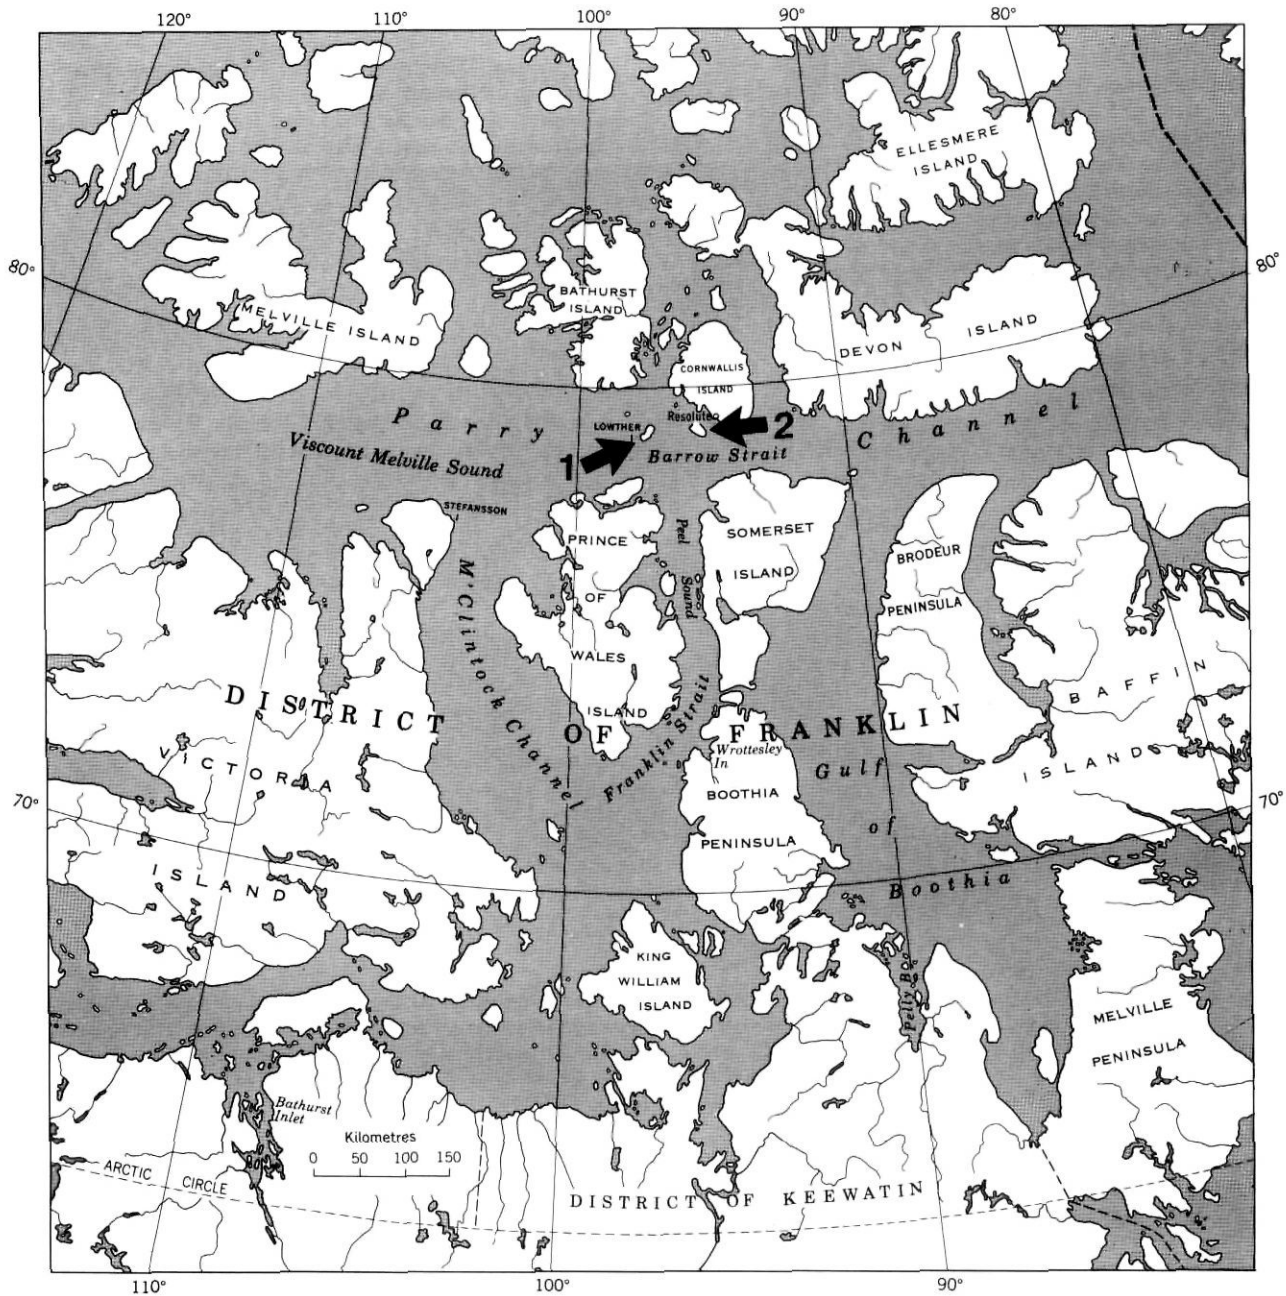 120°
110°
100°
90°
80°
ELLESMERE
ISLAND
80°
80°
BATHURST
ISLAND
MELVILLE ISLAND
ISLAND
DEVON
CORNWALLIS
ISLAND
Parry
Channel
LOWTHER
Resolute
2
Viscount Melville Sound
1
Barrow Strait
STEFANSSON
PRINCE
OF
WALES
ISLAND
Peel
Sound
SOMERSET
ISLAND
BRODEUR
PENINSULA
M'Clintock Channel
Franklin Strait
DISTRICT OF FRANKLIN
BAFFIN
ISLAND
Wrottesley
In
VICTORIA
ISLAND
Gulf
of
Boothia
BOOTHIA
PENINSULA
70°
70°
KING
WILLIAM
ISLAND
Pelly B
MELVILLE
PENINSULA
Bathurst
Inlet
Kilometres
0 50 100 150
ARCTIC CIRCLE
DISTRICT OF KEEWATIN
110°
100°
90°